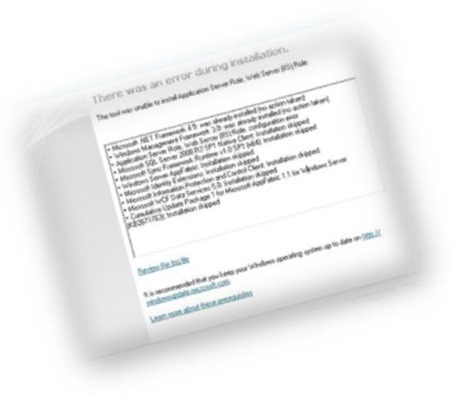 There was an error during installation.
The tool was unable to install Application Server Role, Web Server (IIS) Role.
• Microsoft .NET Framework 4.5: was already installed (no action taken)
• Windows Management Framework 3.0: was already installed (no action taken)
• Application Server Role, Web Server (IIS) Role: configuration error
• Microsoft SQL Server 2008 R2 SP1 Native Client: Installation skipped
• Microsoft Sync Framework Runtime v1.0 SP1 (x64): Installation skipped
• Windows Server AppFabric: Installation skipped
• Microsoft Identity Extensions: Installation skipped
• Microsoft Information Protection and Control Client: Installation skipped
• Microsoft WCF Data Services 5.0: Installation skipped
• Cumulative Update Package 1 for Microsoft AppFabric 1.1 for Windows Server
(KB2671763): Installation skipped
Review the log file
It is recommended that you keep your Windows operating system up to date on http://
windowsupdate.microsoft.com
Learn more about these prerequisites